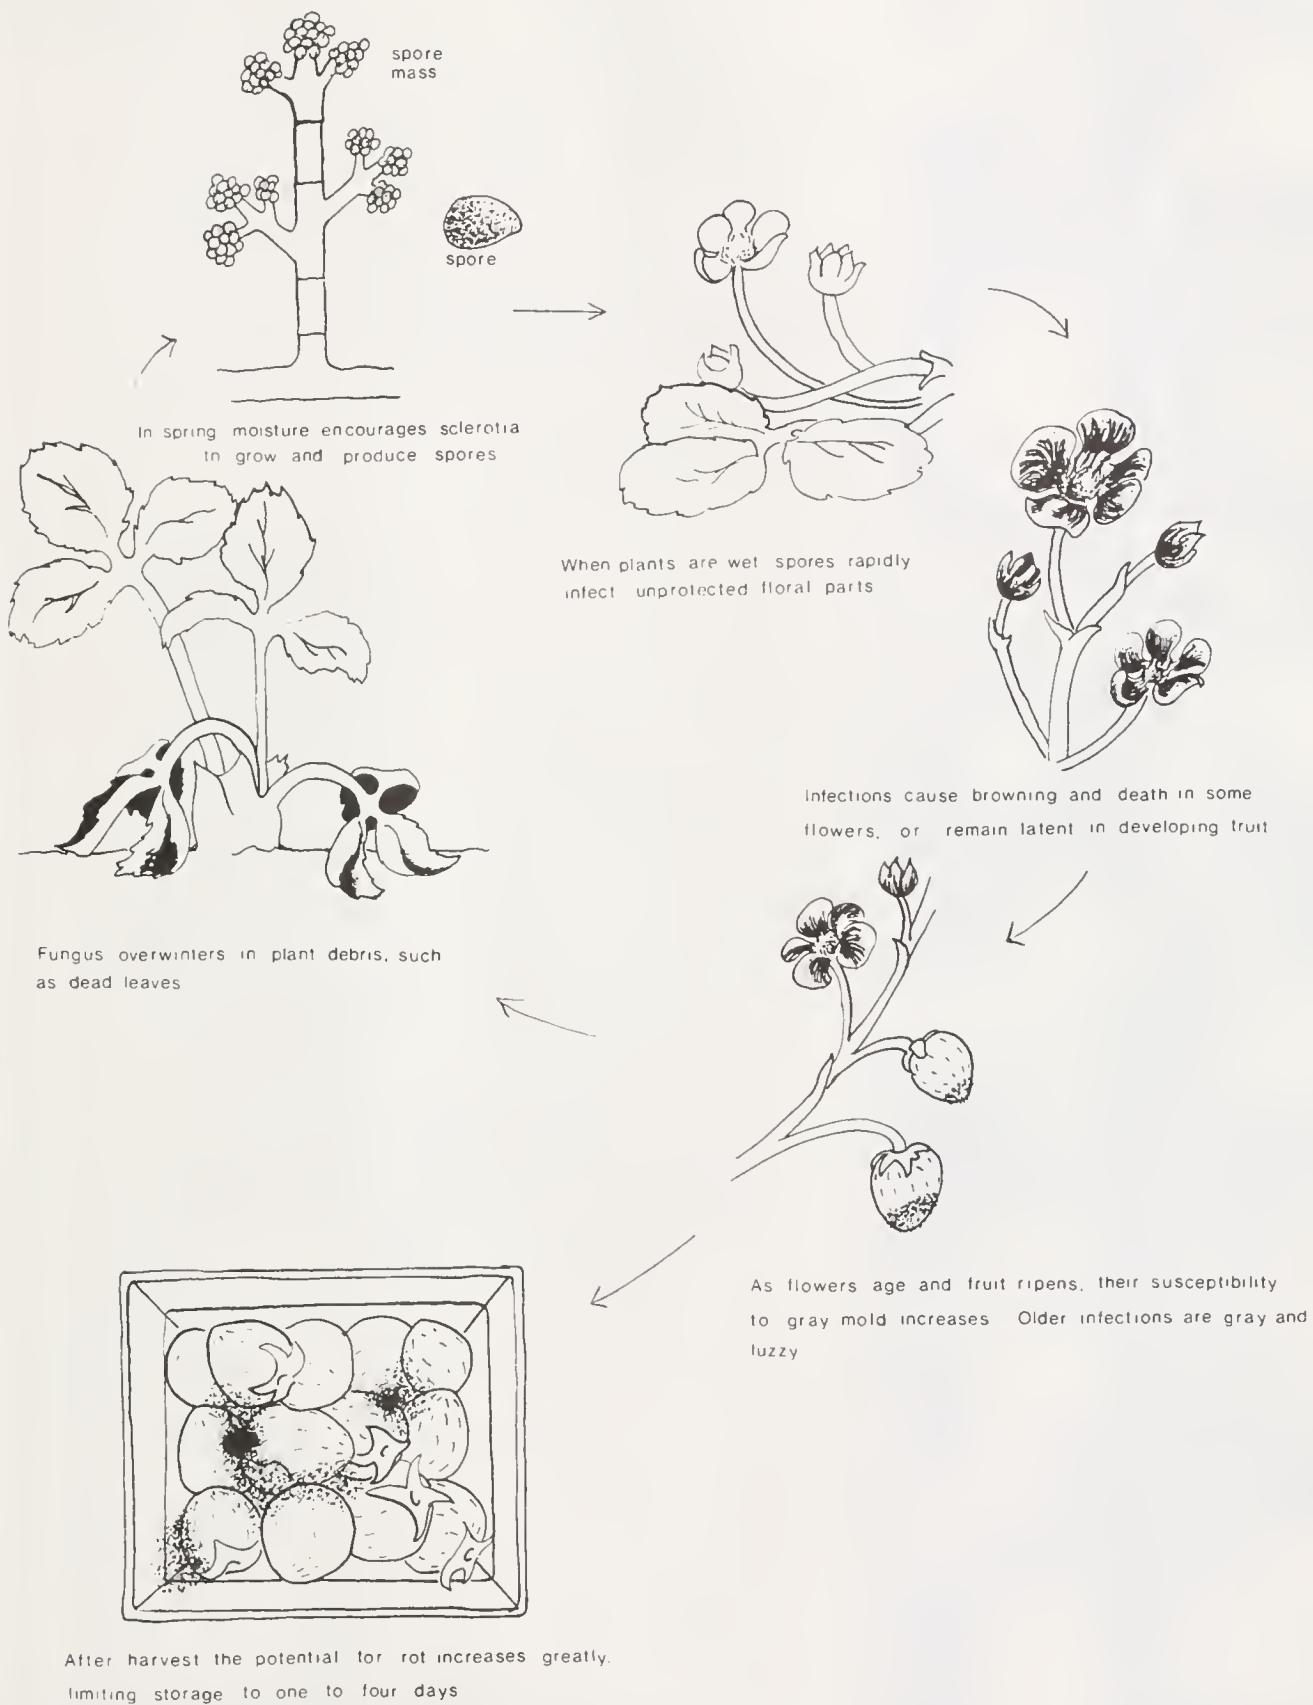 spore
mass
spore
In spring moisture encourages sclerotia
to grow and produce spores
When plants are wet spores rapidly
infect unprotected floral parts
Infections cause browning and death in some
flowers, or remain latent in developing fruit
Fungus overwinters in plant debris, such
as dead leaves
As flowers age and fruit ripens, their susceptibility
to gray mold increases Older infections are gray and
fuzzy
After harvest the potential for rot increases greatly.
limiting storage to one to four days